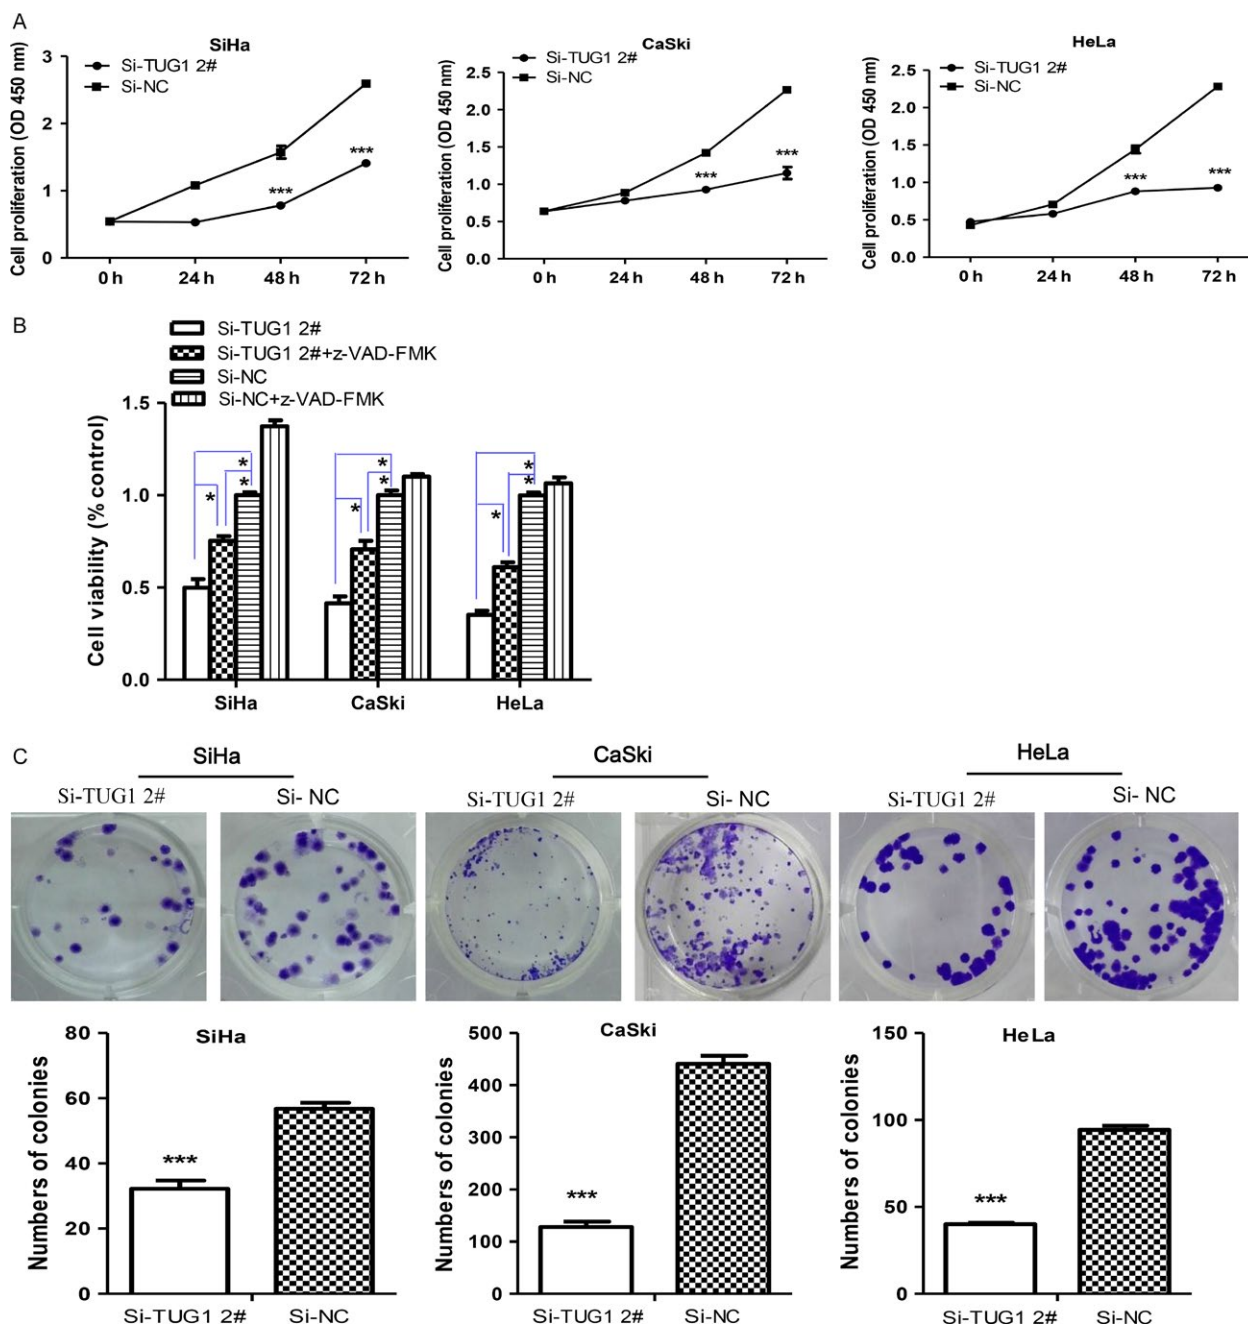 A
SiHa
Si-TUG1 2#
Si-NC
Cell proliferation (OD 450 nm)
3
2
1
0
***
***
0 h 24 h 48 h 72 h
CaSki
Si-TUG1 2#
Si-NC
Cell proliferation (OD 450 nm)
2.5
2.0
1.5
1.0
0.5
0.0
***
***
0 h 24 h 48 h 72 h
HeLa
Si-TUG1 2#
Si-NC
Cell proliferation (OD 450 nm)
2.5
2.0
1.5
1.0
0.5
0.0
***
***
0 h 24 h 48 h 72 h
B
Si-TUG1 2#
Si-TUG1 2#+z-VAD-FMK
Si-NC
Si-NC+z-VAD-FMK
Cell viability (% control)
1.5
1.0
0.5
0.0
*
*
*
*
*
*
*
*
*
SiHa CaSki HeLa
C
SiHa CaSki HeLa
Si-TUG1 2# Si- NC Si-TUG1 2# Si- NC Si-TUG1 2# Si- NC
SiHa
Numbers of colonies
80
60
40
20
0
***
Si-TUG1 2# Si-NC
CaSki
Numbers of colonies
500
400
300
200
100
0
***
Si-TUG1 2# Si-NC
HeLa
Numbers of colonies
150
100
50
0
***
Si-TUG1 2# Si-NC